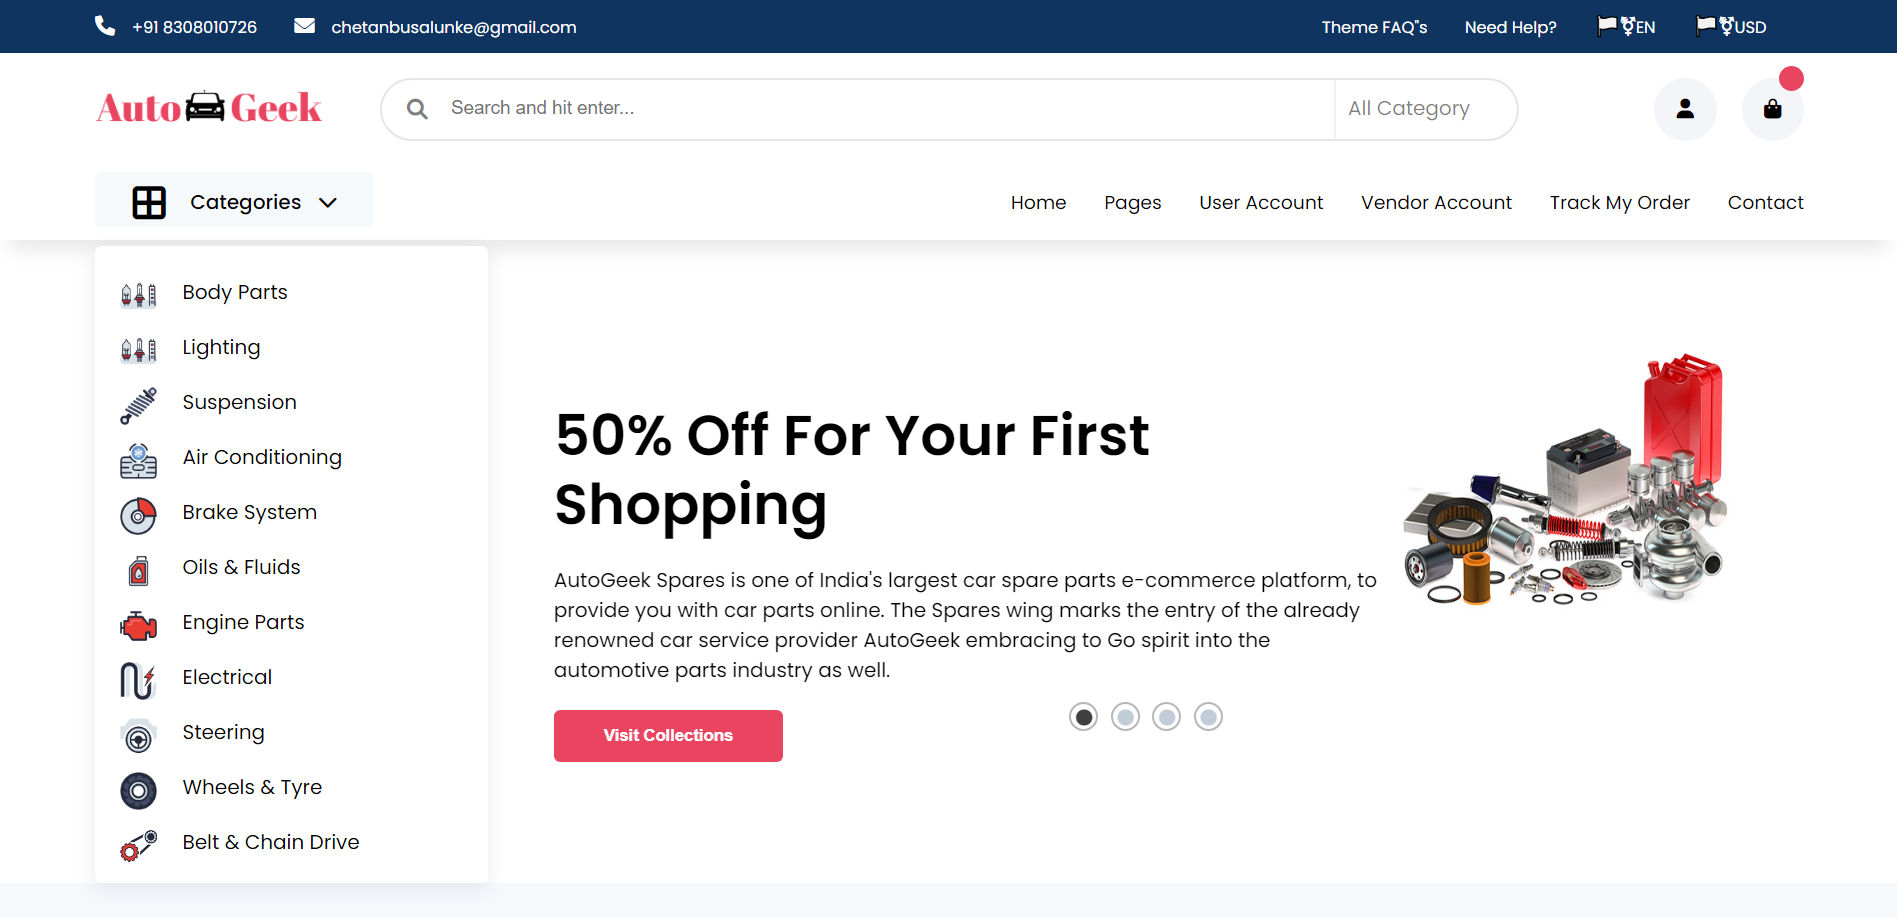 +91 8308010726 chetanbusalunke@gmail.com Theme FAQ"s Need Help? EN USD
Auto Geek Search and hit enter... All Category
Categories Home Pages User Account Vendor Account Track My Order Contact
Body Parts
Lighting
Suspension
Air Conditioning
Brake System
Oils & Fluids
Engine Parts
Electrical
Steering
Wheels & Tyre
Belt & Chain Drive
50% Off For Your First
Shopping
AutoGeek Spares is one of India's largest car spare parts e-commerce platform, to
provide you with car parts online. The Spares wing marks the entry of the already
renowned car service provider AutoGeek embracing to Go spirit into the
automotive parts industry as well.
Visit Collections